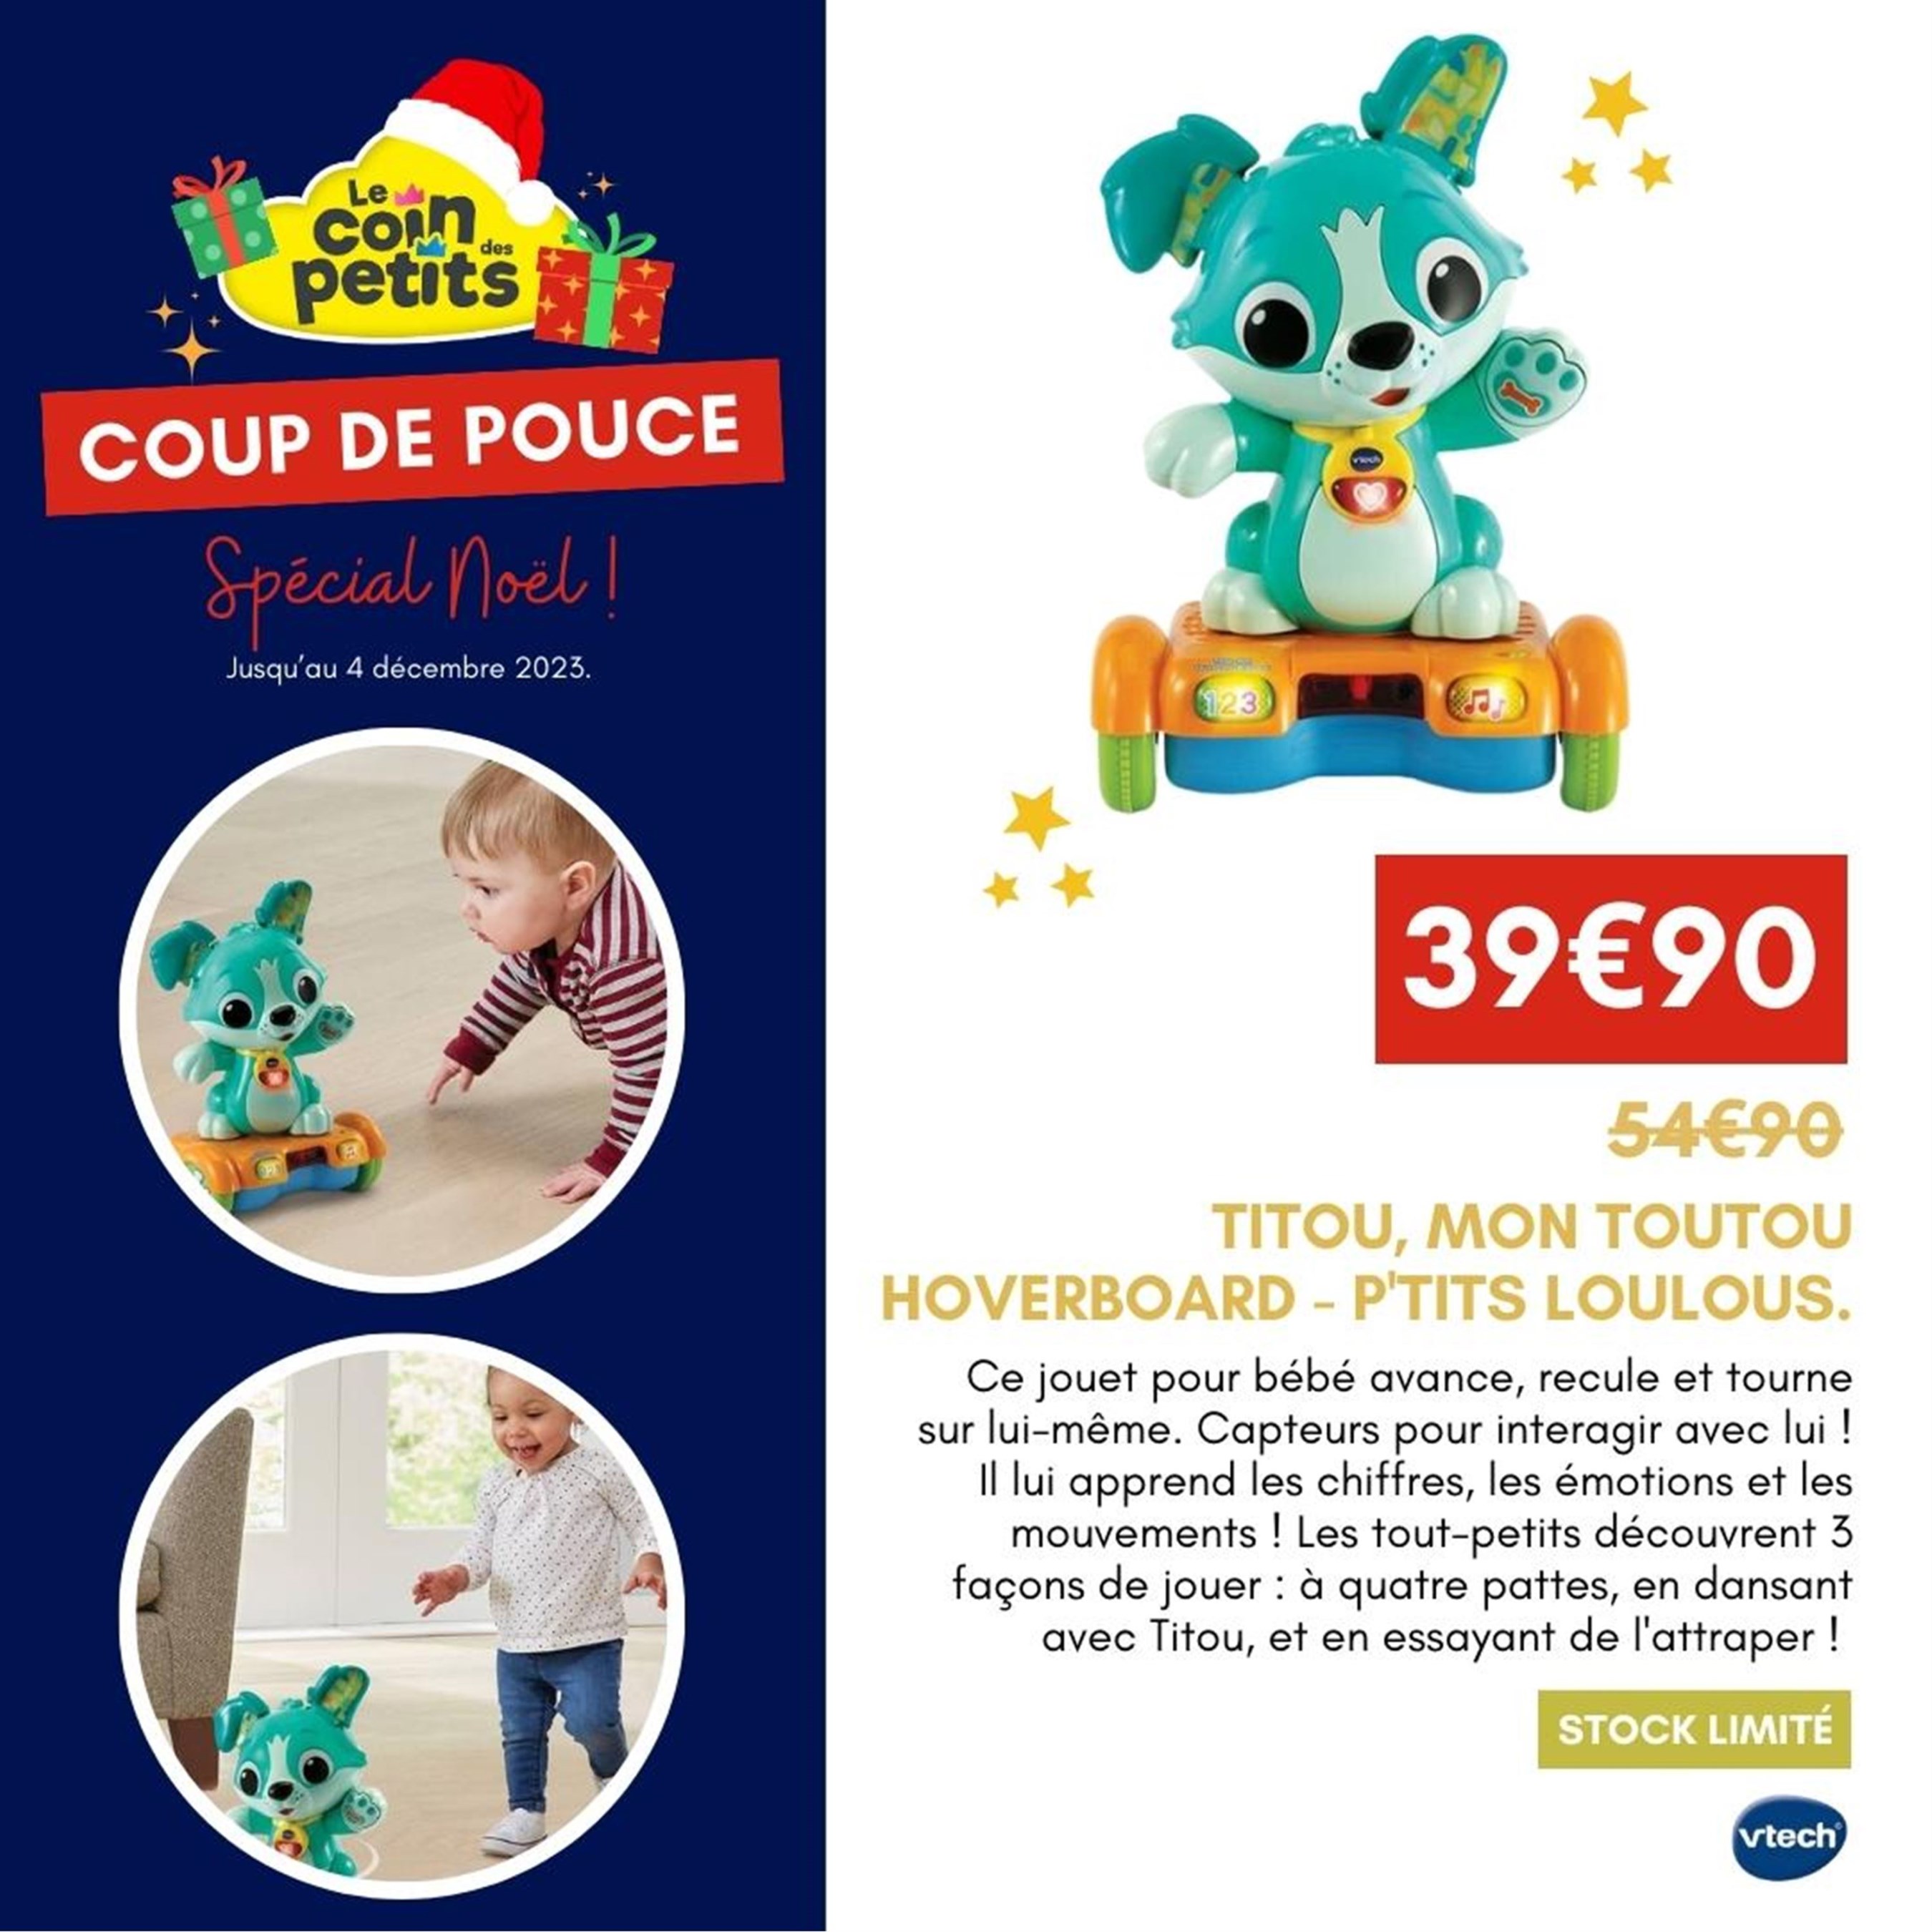 Le
coin
des
petits
COUP DE POUCE
Spécial Noël !
Jusqu'au 4 décembre 2023.
vtech
123
39€90
54€90
TITOU, MON TOUTOU
HOVERBOARD - P'TITS LOULOUS.
Ce jouet pour bébé avance, recule et tourne
sur lui-même. Capteurs pour interagir avec lui !
Il lui apprend les chiffres, les émotions et les
mouvements ! Les tout-petits découvrent 3
façons de jouer : à quatre pattes, en dansant
avec Titou, et en essayant de l'attraper !
STOCK LIMITÉ
vtech